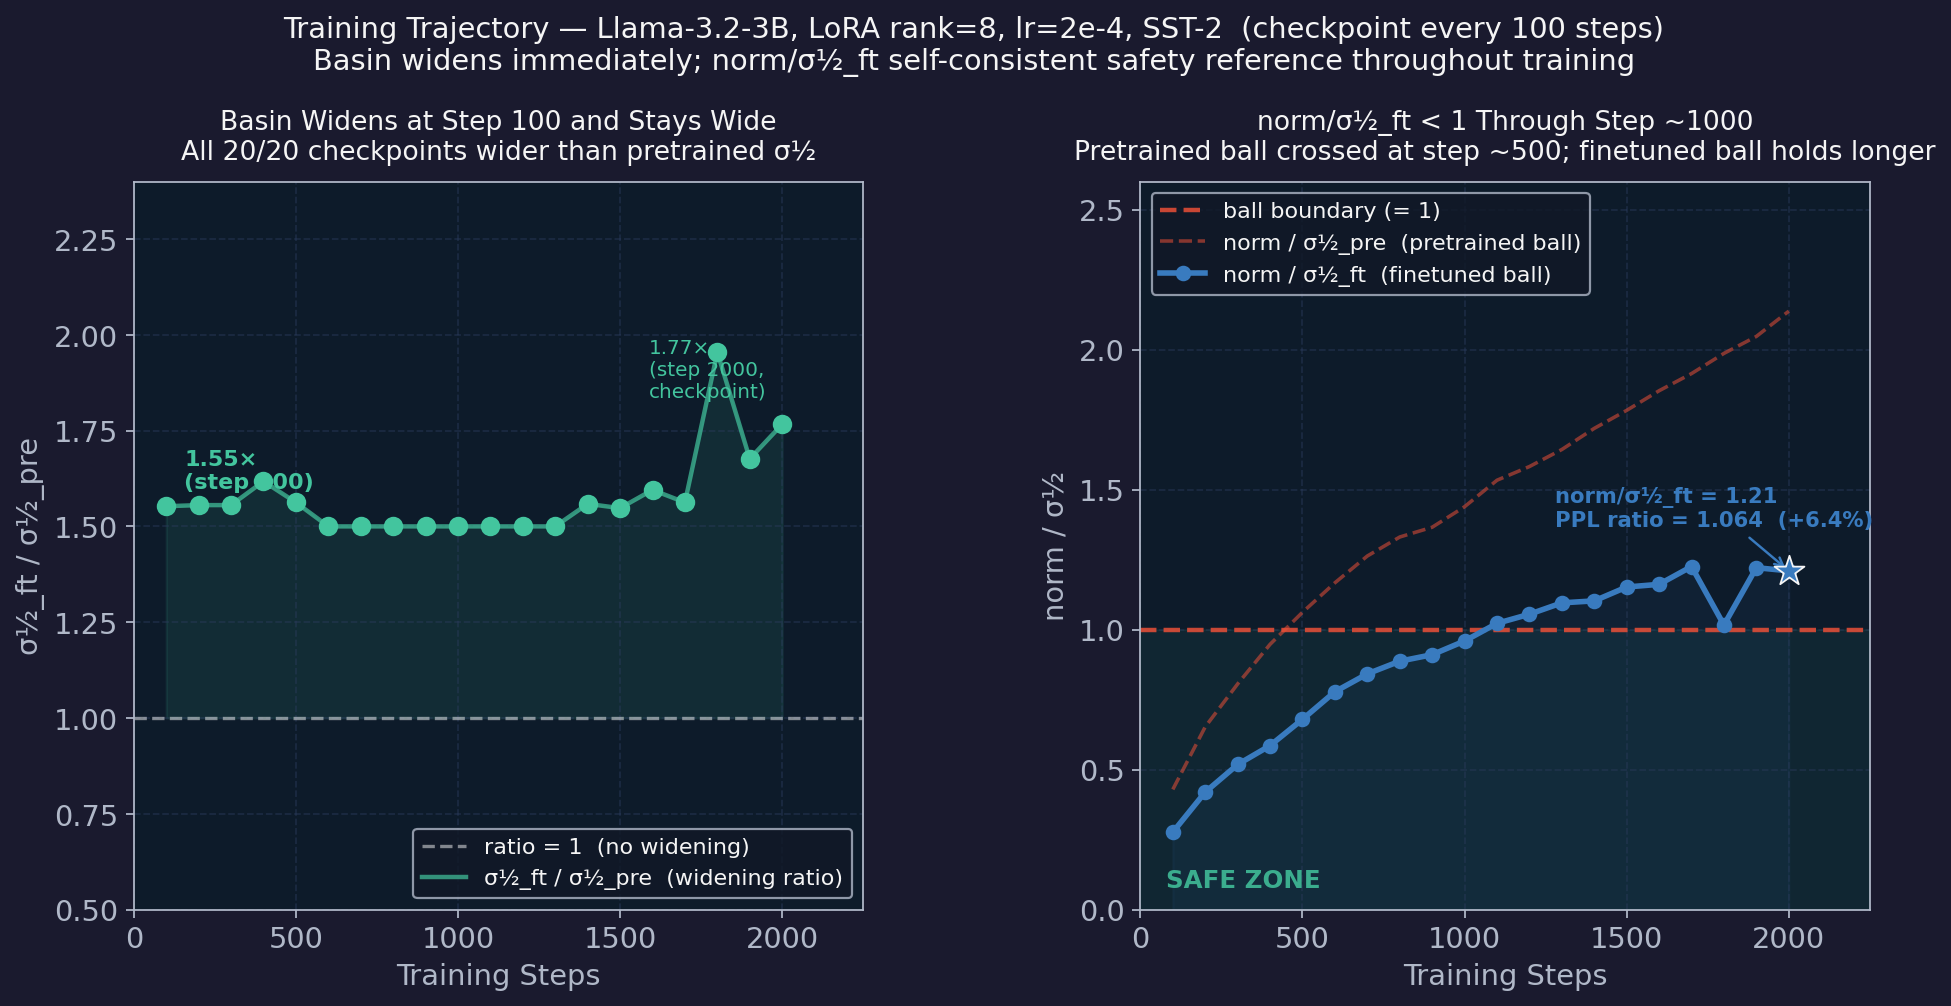 Training Trajectory — Llama-3.2-3B, LoRA rank=8, lr=2e-4, SST-2  (checkpoint every 100 steps)
Basin widens immediately; norm/σ½_ft self-consistent safety reference throughout training
Basin Widens at Step 100 and Stays Wide
All 20/20 checkpoints wider than pretrained σ½
σ½_ft / σ½_pre
2.25
2.00
1.75
1.50
1.25
1.00
0.75
0.50
1.77×
(step 2000,
checkpoint)
1.55×
(step 100)
ratio = 1  (no widening)
σ½_ft / σ½_pre  (widening ratio)
0
500
1000
1500
2000
Training Steps
norm/σ½_ft < 1 Through Step ~1000
Pretrained ball crossed at step ~500; finetuned ball holds longer
norm / σ½
2.5
2.0
1.5
1.0
0.5
0.0
ball boundary (= 1)
norm / σ½_pre  (pretrained ball)
norm / σ½_ft  (finetuned ball)
norm/σ½_ft = 1.21
PPL ratio = 1.064  (+6.4%)
SAFE ZONE
0
500
1000
1500
2000
Training Steps